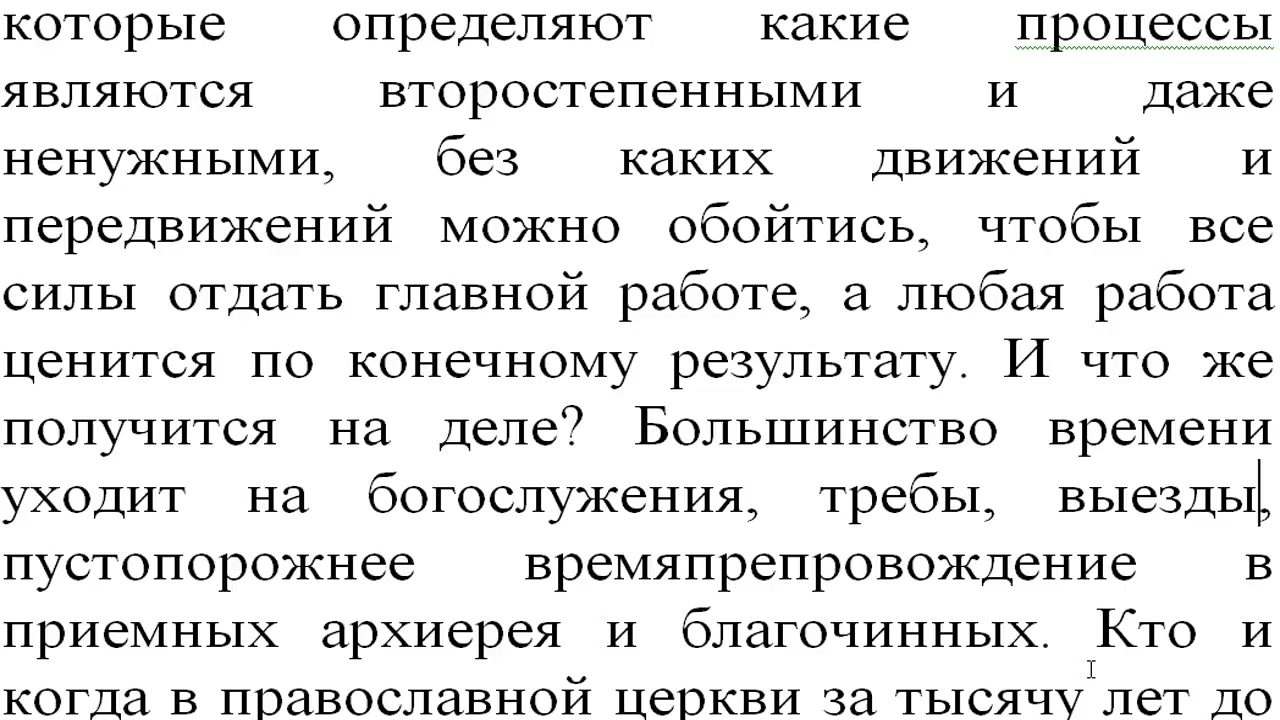 которые определяют какие процессы
являются второстепенными и даже
ненужными, без каких движений и
передвижений можно обойтись, чтобы все
силы отдать главной работе, а любая работа
ценится по конечному результату. И что же
получится на деле? Большинство времени
уходит на богослужения, требы, выезды,
пустопорожнее времяпрепровождение в
приемных архиерея и благочинных. Кто и
когда в православной церкви за тысячу лет до